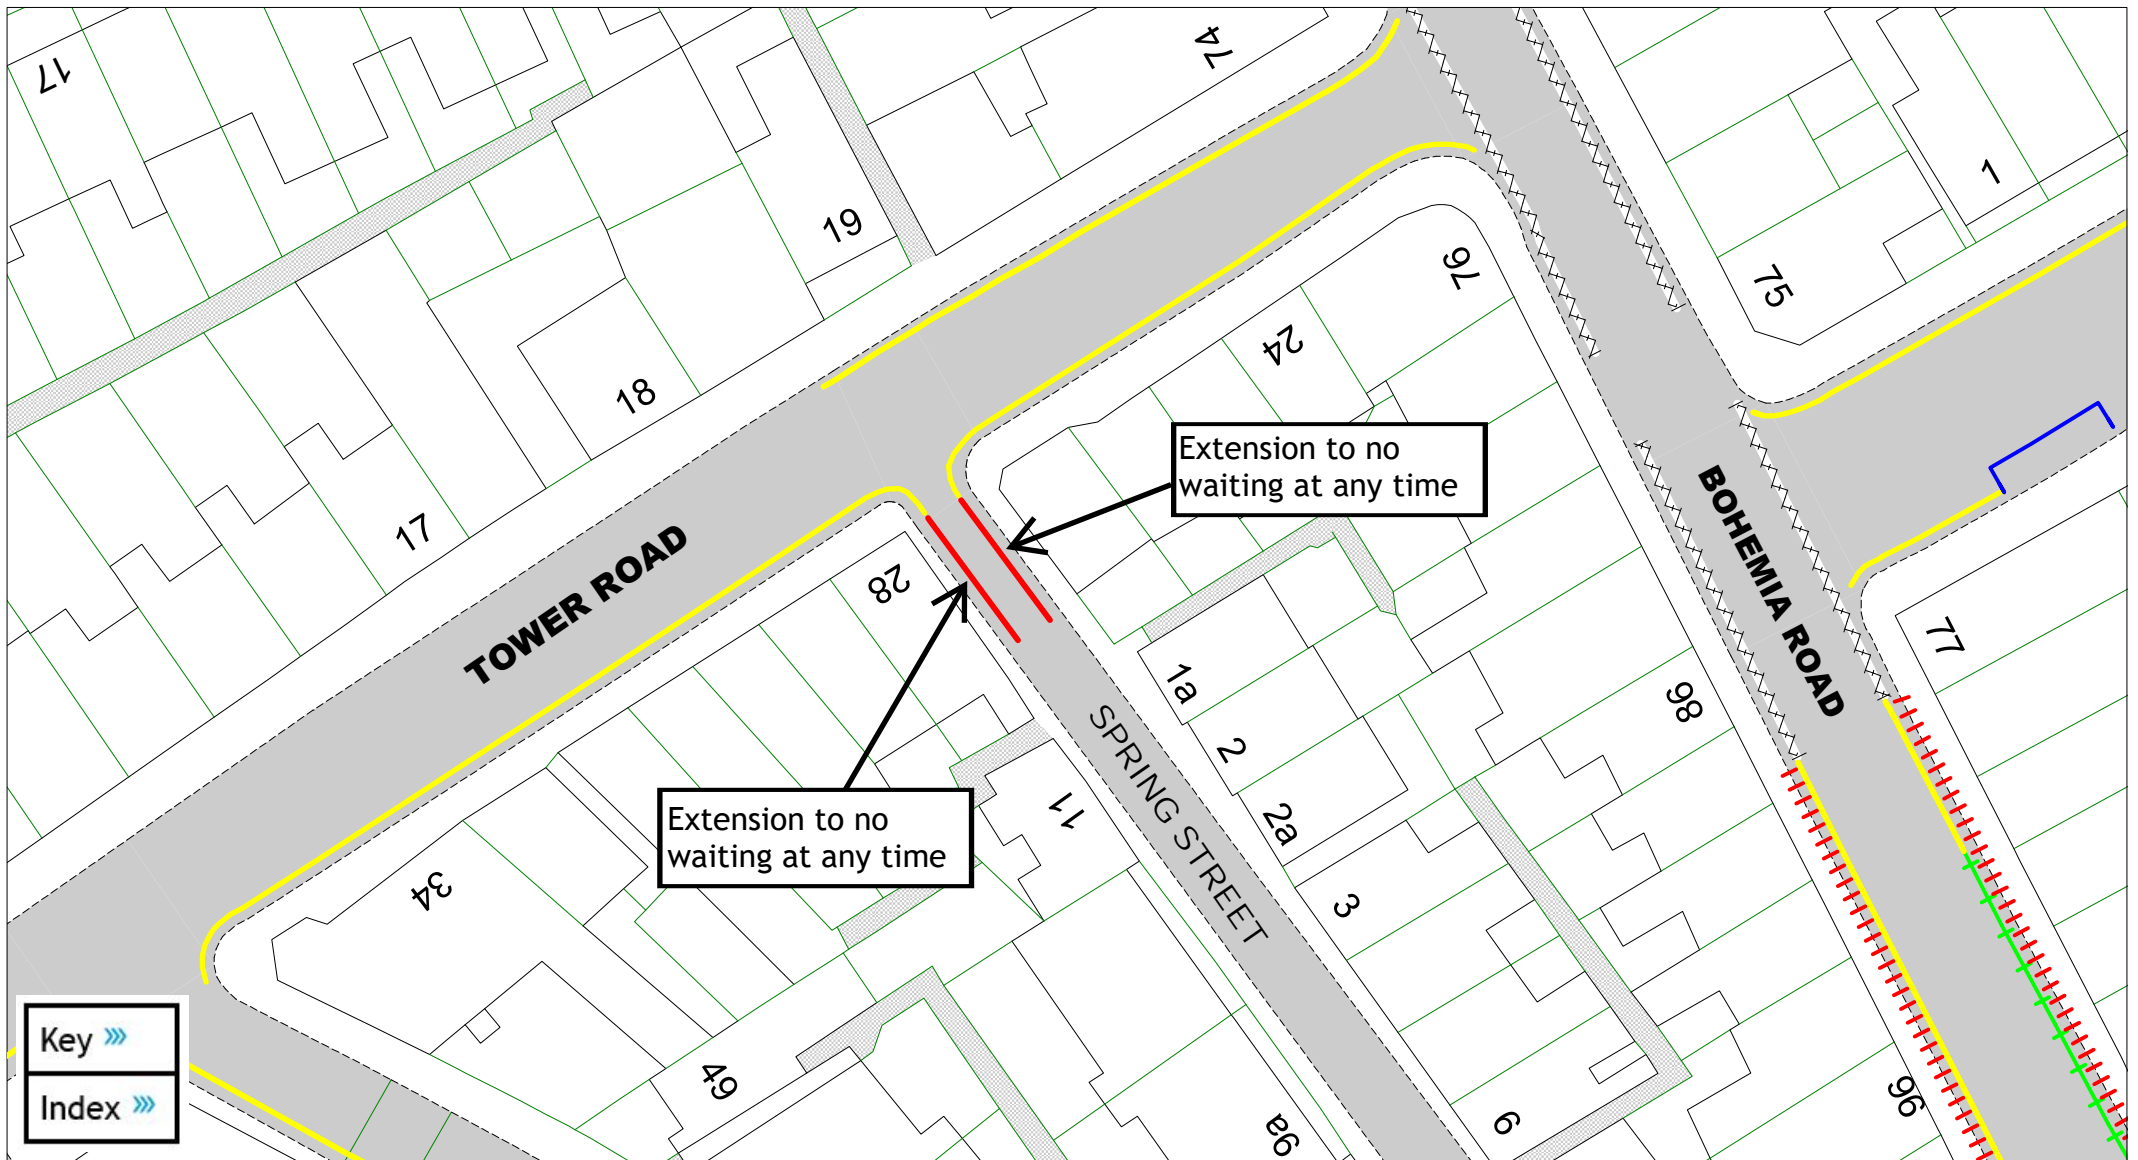 17
74
1
19
76
75
24
18
Extension to no
waiting at any time
17
BOHEMIA ROAD
TOWER ROAD
28
77
1a
98
2
SPRING STREET
11
2a
Extension to no
waiting at any time
34
3
Key
Index
49
96
9a
9